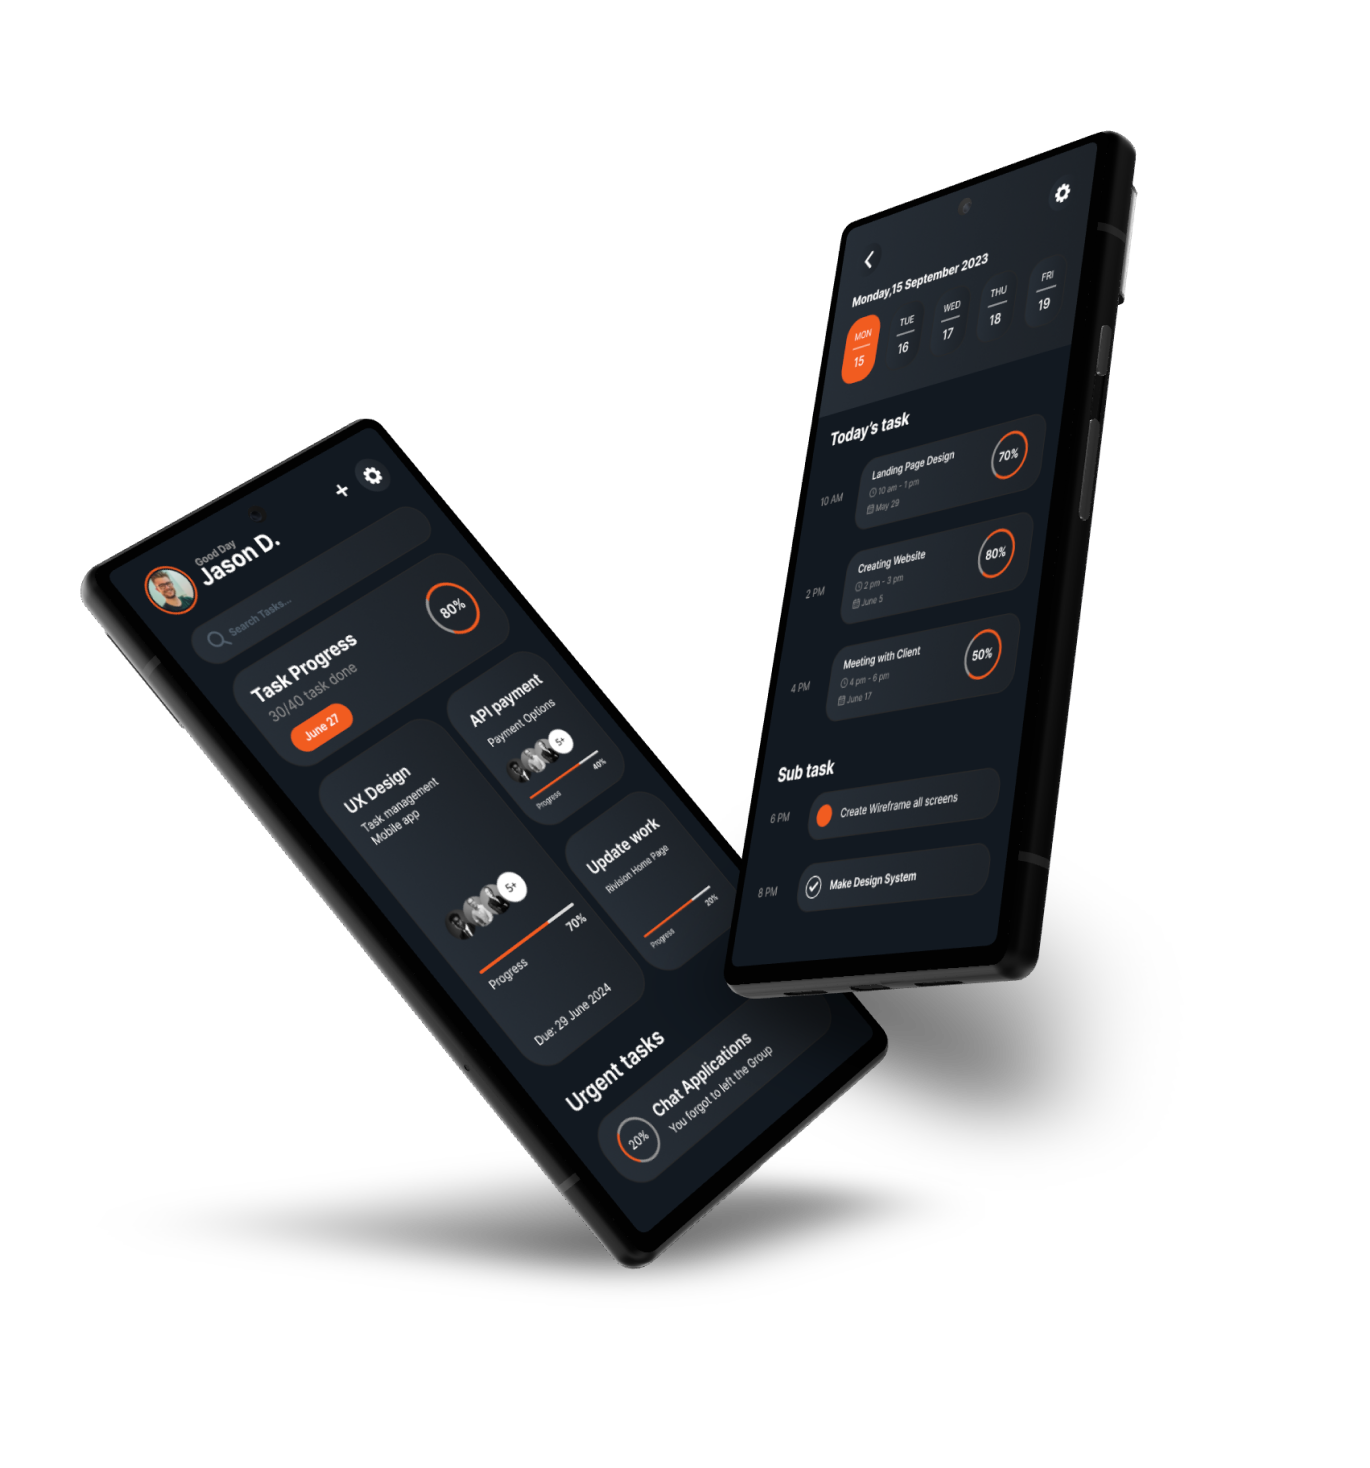 Good Day
Jason D.
Search Tasks...
Task Progress
30/40 task done
June 27
80%
UX Design
Task management
Mobile app
5+
70%
Progress
Due: 29 June 2024
API payment
Payment Options
5+
40%
Progress
Update work
Rivision Home Page
20%
Progress
Urgent tasks
20%
Chat Applications
You forgot to left the Group
Monday,15 September 2023
MON
15
TUE
16
WED
17
THU
18
FRI
19
Today's task
10 AM
Landing Page Design
10 am - 1 pm
May 29
70%
2 PM
Creating Website
2 pm - 3 pm
June 5
80%
4 PM
Meeting with Client
4 pm - 6 pm
June 17
50%
Sub task
6 PM
Create Wireframe all screens
8 PM
Make Design System